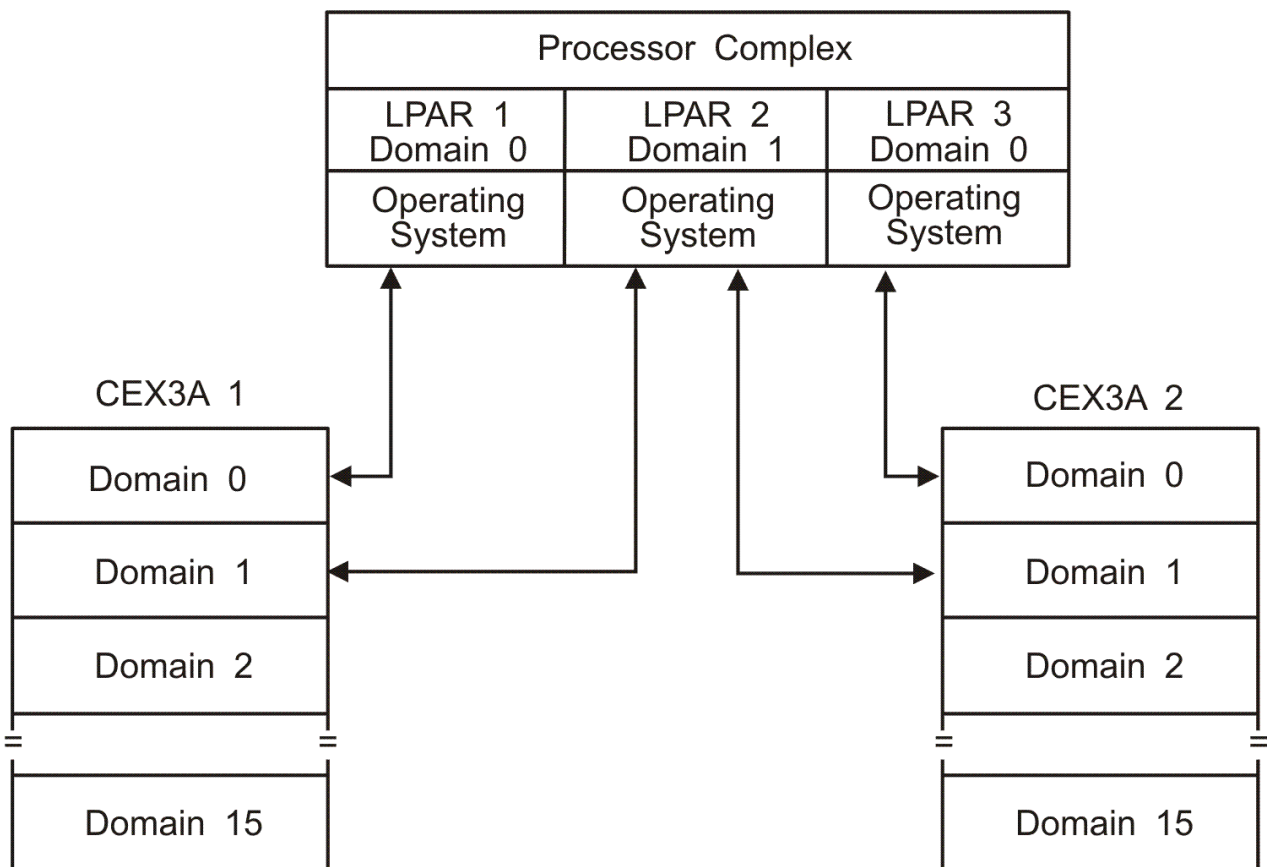 Processor Complex
LPAR 1
Domain 0
LPAR 2
Domain 1
LPAR 3
Domain 0
Operating
System
Operating
System
Operating
System
CEX3A 1
Domain 0
Domain 1
Domain 2
=
=
Domain 15
CEX3A 2
Domain 0
Domain 1
Domain 2
=
=
Domain 15